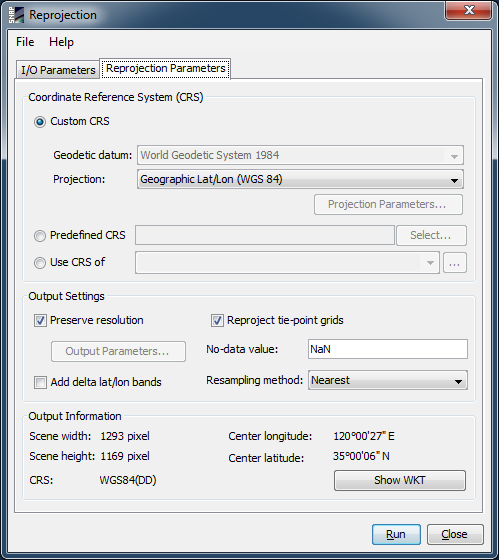 SNAP
Reprojection
File Help
I/O Parameters Reprojection Parameters
Coordinate Reference System (CRS)
Custom CRS
Geodetic datum: World Geodetic System 1984
Projection: Geographic Lat/Lon (WGS 84)
Projection Parameters...
Predefined CRS Select...
Use CRS of ...
Output Settings
Preserve resolution Reproject tie-point grids
Output Parameters... No-data value: NaN
Add delta lat/lon bands Resampling method: Nearest
Output Information
Scene width: 1293 pixel Center longitude: 120°00'27" E
Scene height: 1169 pixel Center latitude: 35°00'06" N
CRS: WGS84(DD) Show WKT
Run Close